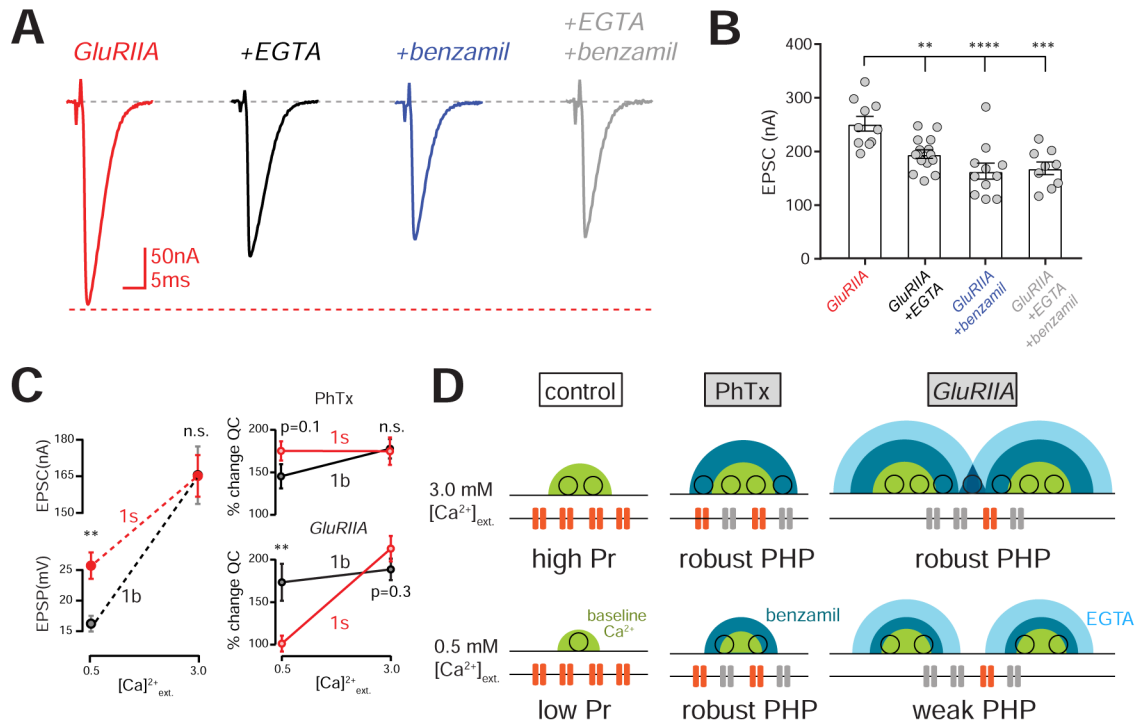 A
GluRIIA
+EGTA
+benzamil
+EGTA
+benzamil
50nA
5ms
B
400
300
200
100
0
EPSC (nA)
**
****
***
GluRIIA
GluRIIA
+EGTA
GluRIIA
+benzamil
GluRIIA
+EGTA
+benzamil
C
EPSC(nA)
180
165
150
n.s.
1s
**
EPSP(mV)
25
20
15
1b
0.5
3.0
[Ca]²⁺ext.
PhTx
% change QC
200
150
100
p=0.1
1s
n.s.
1b
GluRIIA
% change QC
200
150
100
**
1b
p=0.3
1s
0.5
3.0
[Ca]²⁺ext.
D
control
PhTx
GluRIIA
3.0 mM
[Ca²⁺]ext.
high Pr
robust PHP
robust PHP
0.5 mM
[Ca²⁺]ext.
baseline
Ca²⁺
benzamil
EGTA
low Pr
robust PHP
weak PHP